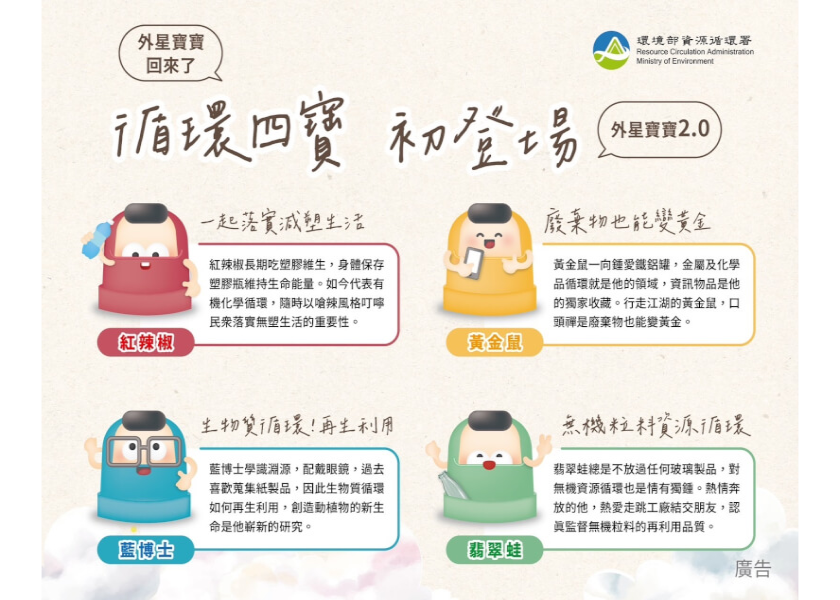 外星寶寶
回來了
環境部資源循環署
Resource Circulation Administration
Ministry of Environment
循環四寶 初登場
外星寶寶2.0
一起落實減塑生活
紅辣椒長期吃塑膠維生，身體保存
塑膠瓶維持生命能量。如今代表有
機化學循環，隨時以嗆辣風格叮嚀
民眾落實無塑生活的重要性。
紅辣椒
廢棄物也能變黃金
黃金鼠一向鍾愛鐵鋁罐，金屬及化學
品循環就是他的領域，資訊物品是他
的獨家收藏。行走江湖的黃金鼠，口
頭禪是廢棄物也能變黃金。
黃金鼠
生物質循環！再生利用
藍博士學識淵源，配戴眼鏡，過去
喜歡蒐集紙製品，因此生物質循環
如何再生利用，創造動植物的新生
命是他嶄新的研究。
藍博士
無機粒料資源循環
翡翠蛙總是不放過任何玻璃製品，對
無機資源循環也是情有獨鍾。熱情奔
放的他，熱愛走跳工廠結交朋友，認
真監督無機粒料的再利用品質。
翡翠蛙
廣告